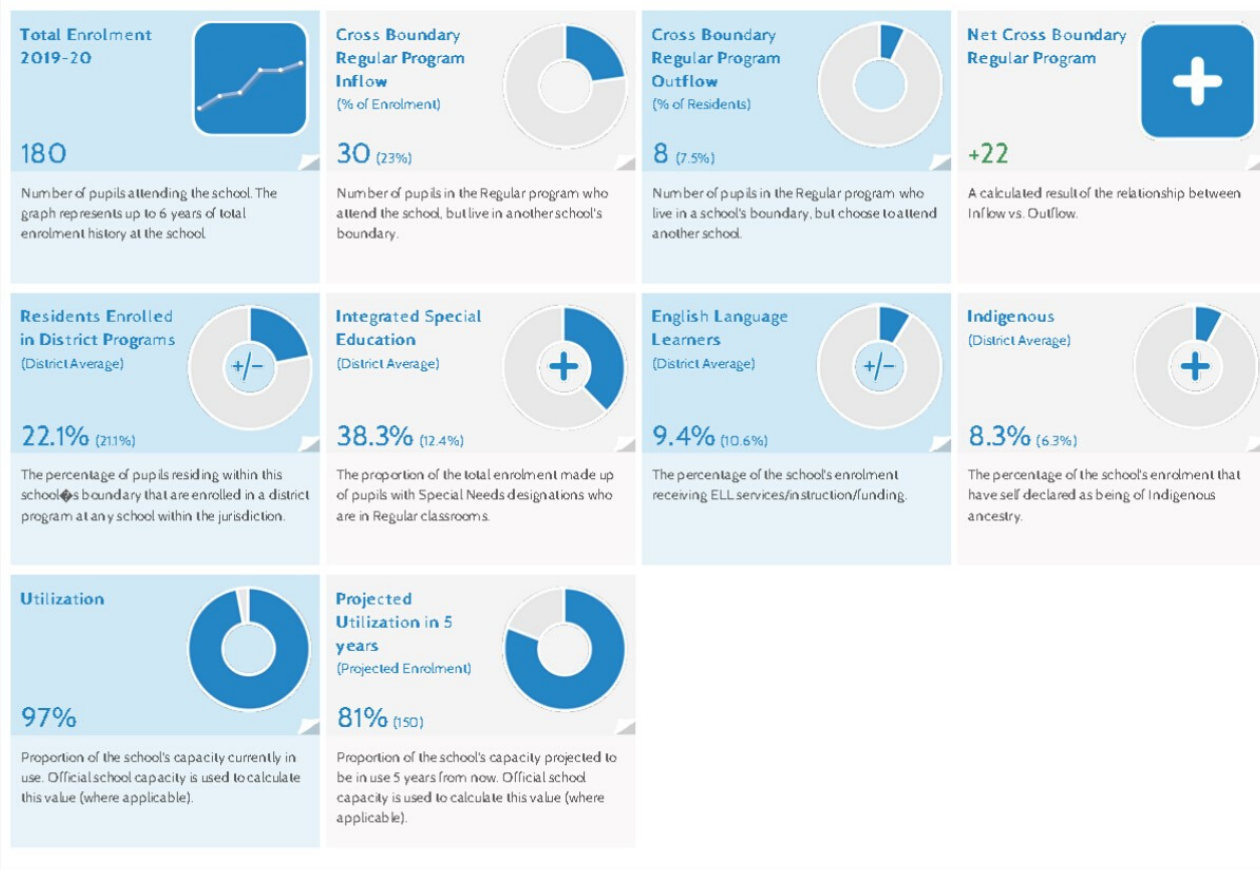 Total Enrolment
2019-20
180
Number of pupils attending the school. The
graph represents up to 6 years of total
enrolment history at the school
Cross Boundary
Regular Program
Inflow
(% of Enrolment)
30 (23%)
Number of pupils in the Regular program who
attend the school, but live in another school's
boundary.
Cross Boundary
Regular Program
Outflow
(% of Residents)
8 (7.5%)
Number of pupils in the Regular program who
live in a school's boundary, but choose to attend
another school.
Net Cross Boundary
Regular Program
+
+22
A calculated result of the relationship between
Inflow vs. Outflow.
Residents Enrolled
in District Programs
(District Average)
+/-
22.1% (21.1%)
The percentage of pupils residing within this
school�s boundary that are enrolled in a district
program at any school within the jurisdiction.
Integrated Special
Education
(District Average)
+
38.3% (12.4%)
The proportion of the total enrolment made up
of pupils with Special Needs designations who
are in Regular classrooms.
English Language
Learners
(District Average)
+/-
9.4% (10.6%)
The percentage of the school's enrolment
receiving ELL services/instruction/funding.
Indigenous
(District Average)
+
8.3% (6.3%)
The percentage of the school's enrolment that
have self declared as being of Indigenous
ancestry.
Utilization
97%
Proportion of the school's capacity currently in
use. Official school capacity is used to calculate
this value (where applicable).
Projected
Utilization in 5
years
(Projected Enrolment)
81% (150)
Proportion of the school's capacity projected to
be in use 5 years from now. Official school
capacity is used to calculate this value (where
applicable).